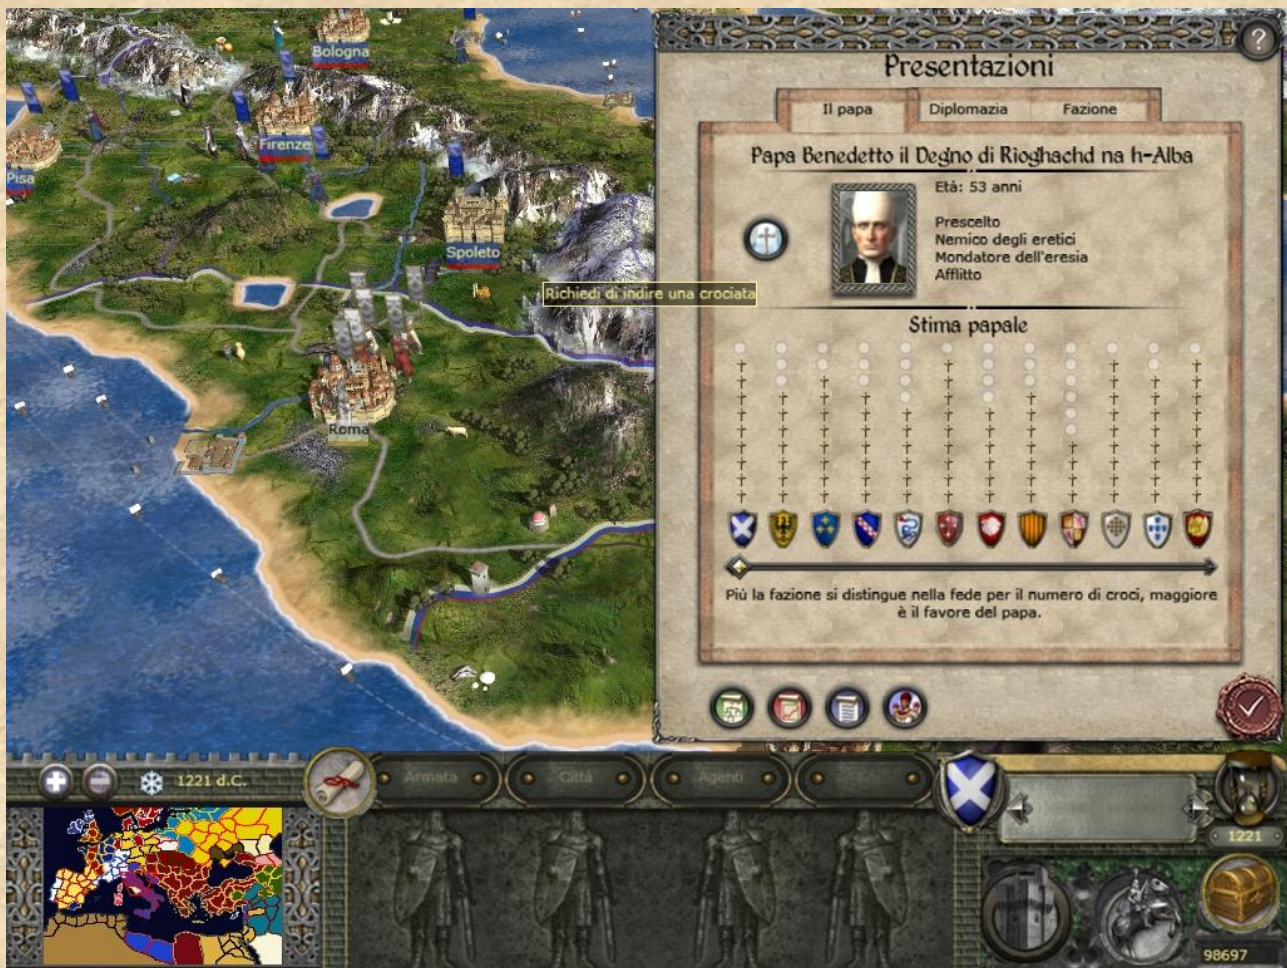 Bologna
Firenze
Pisa
Spoleto
Richiedi di indire una crociata
Roma
?
Presentazioni
Il papa
Diplomazia
Fazione
Papa Benedetto il Degno di Rioghachd na h-Alba
Età: 53 anni
Prescelto
Nemico degli eretici
Mondatore dell'eresia
Afflitto
Stima papale
Più la fazione si distingue nella fede per il numero di croci, maggiore
è il favore del papa.
1221 d.C.
Armata
Città
Agenti
1221
98697